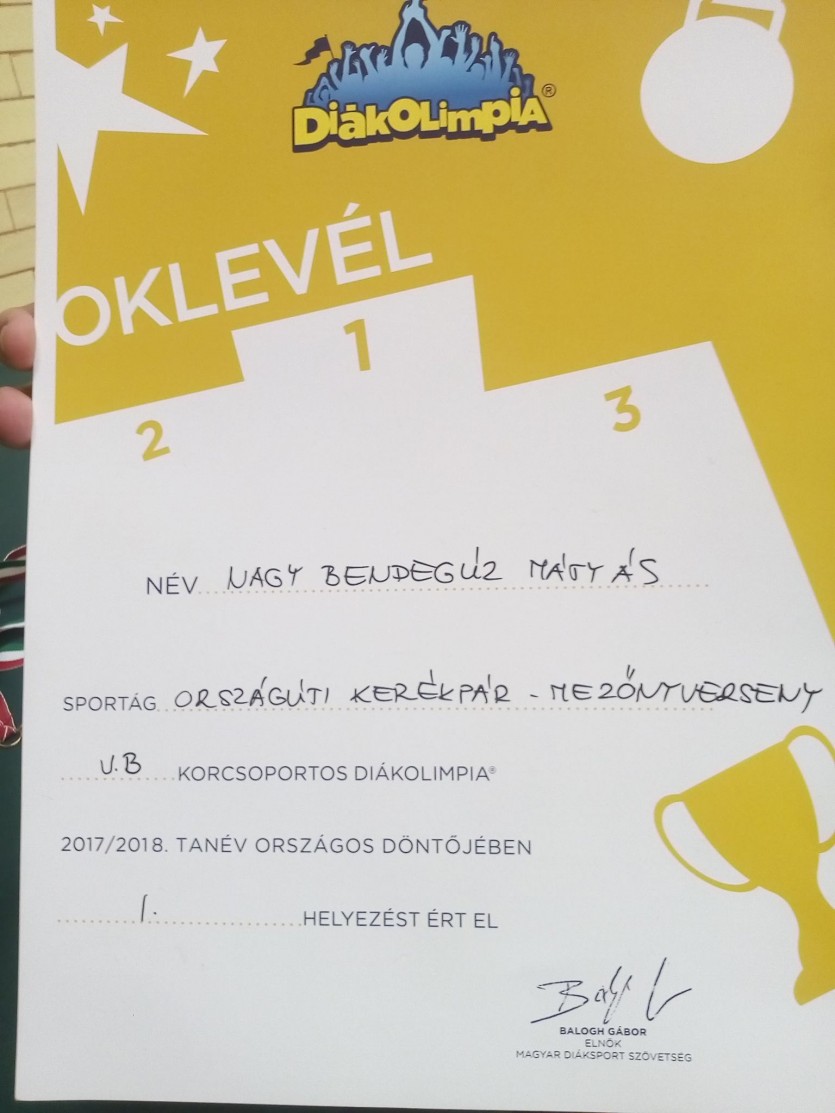 DiákOLimpiA®
OKLEVÉL
1
2
3
NÉV NAGY BENDEGÚZ MÁTYÁS
SPORTÁG ORSZÁGÚTI KERÉKPÁR - MEZŐNYVERSENY
V.B KORCSOPORTOS DIÁKOLIMPIA®
2017/2018. TANÉV ORSZÁGOS DÖNTŐJÉBEN
I. HELYEZÉST ÉRT EL
BALOGH GÁBOR
ELNÖK
MAGYAR DIÁKSPORT SZÖVETSÉG